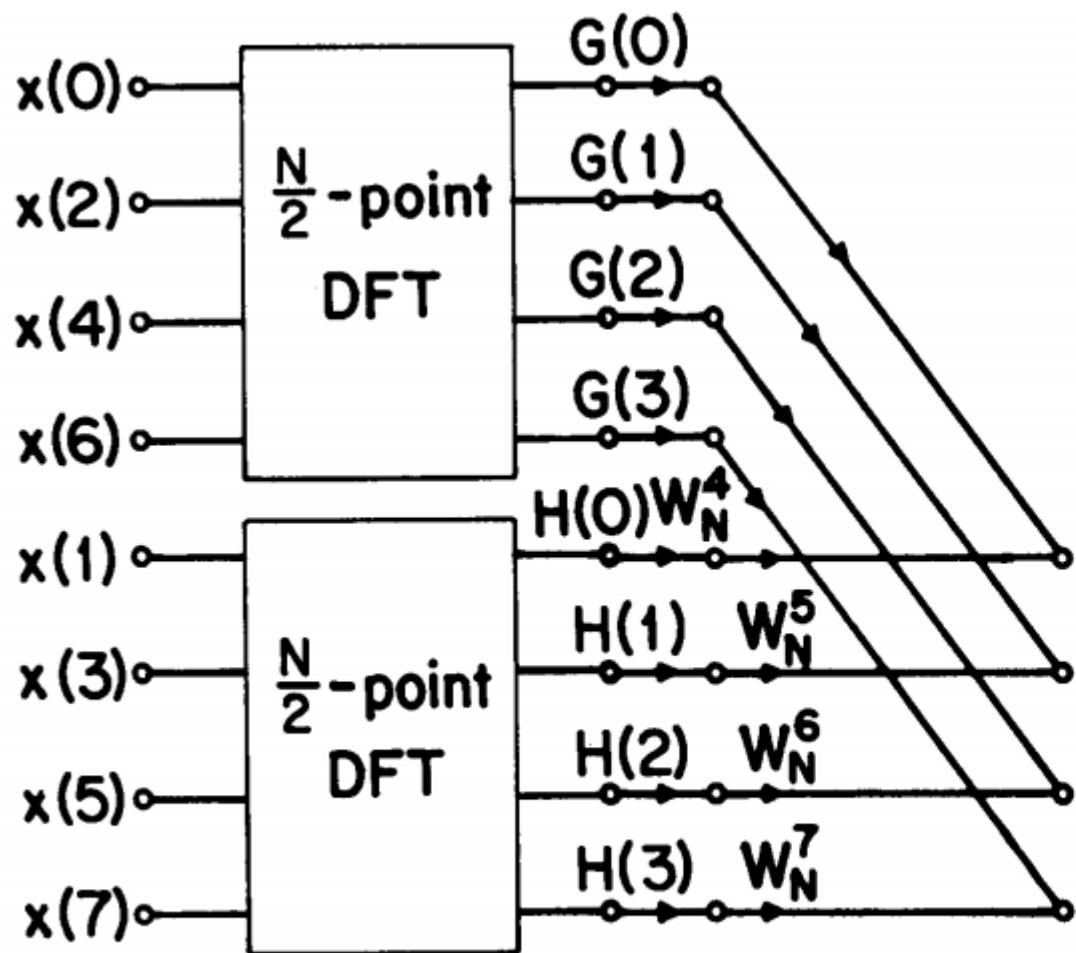 G(0)
x(0)
G(1)
x(2)
N/2 -point
DFT
G(2)
x(4)
G(3)
x(6)
H(0) W_N^4
x(1)
H(1) W_N^5
x(3)
N/2 -point
DFT
H(2) W_N^6
x(5)
H(3) W_N^7
x(7)